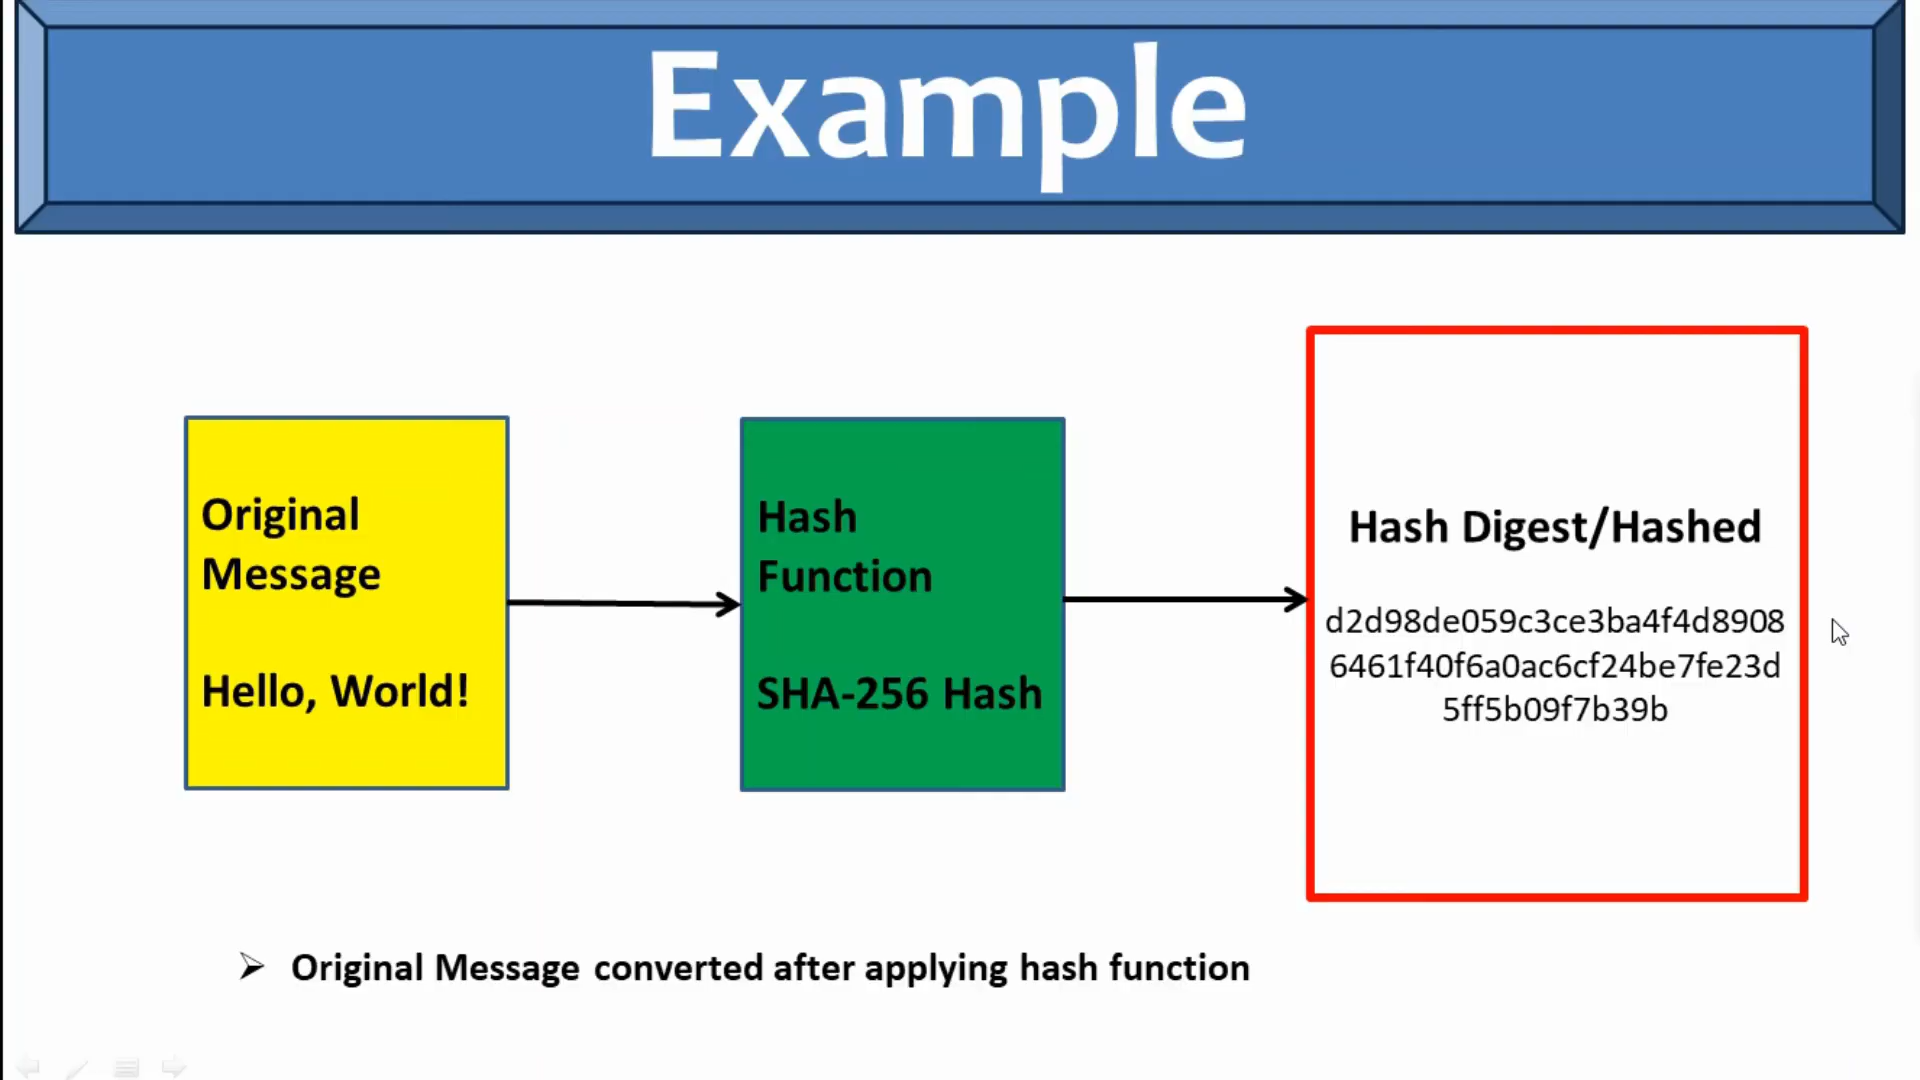 Example
Original
Message
Hello, World!
Hash
Function
SHA-256 Hash
Hash Digest/Hashed
d2d98de059c3ce3ba4f4d8908
6461f40f6a0ac6cf24be7fe23d
5ff5b09f7b39b
➢ Original Message converted after applying hash function